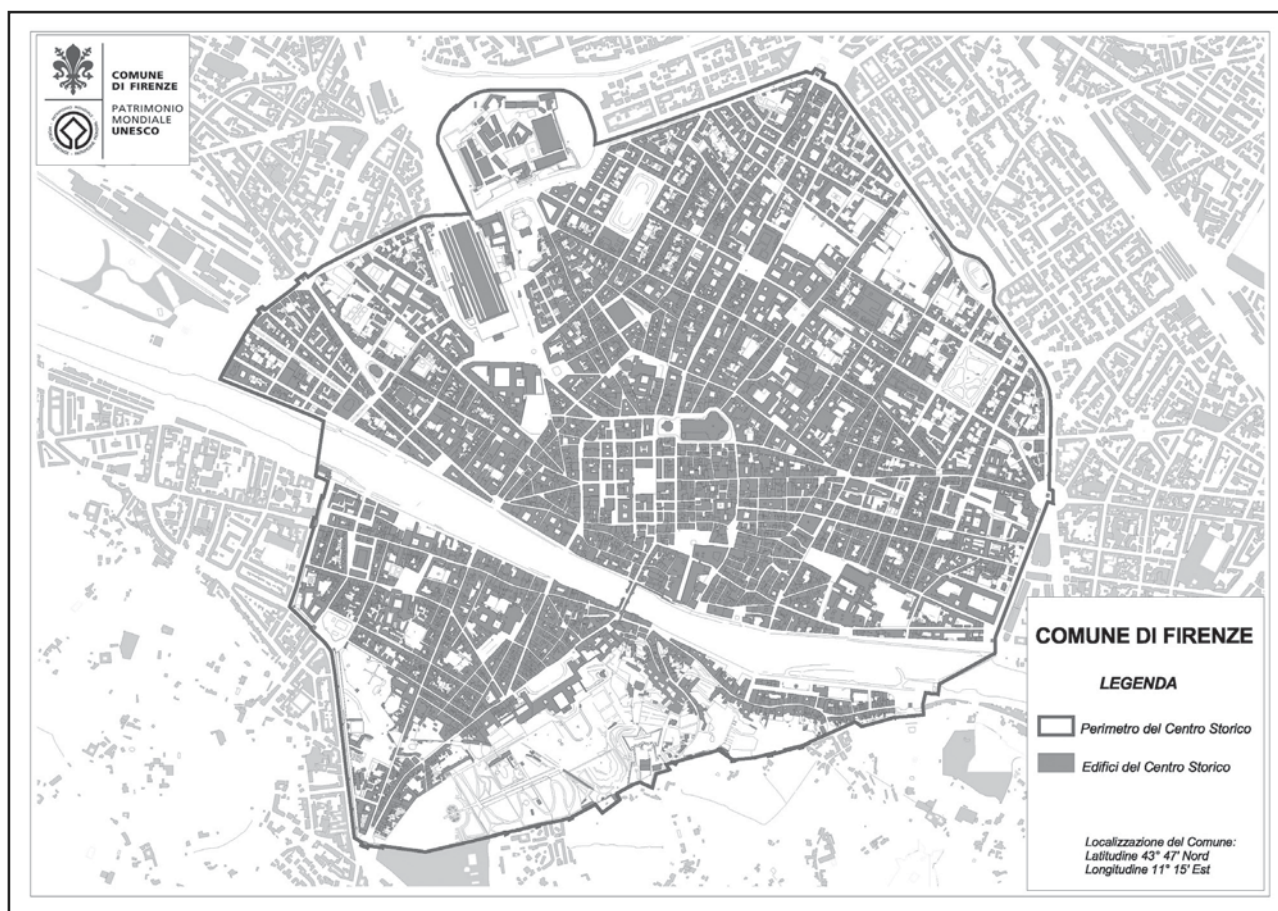 COMUNE
DI FIRENZE
PATRIMONIO
MONDIALE
UNESCO
COMUNE DI FIRENZE
LEGENDA
Perimetro del Centro Storico
Edifici del Centro Storico
Localizzazione del Comune:
Latitudine 43° 47' Nord
Longitudine 11° 15' Est